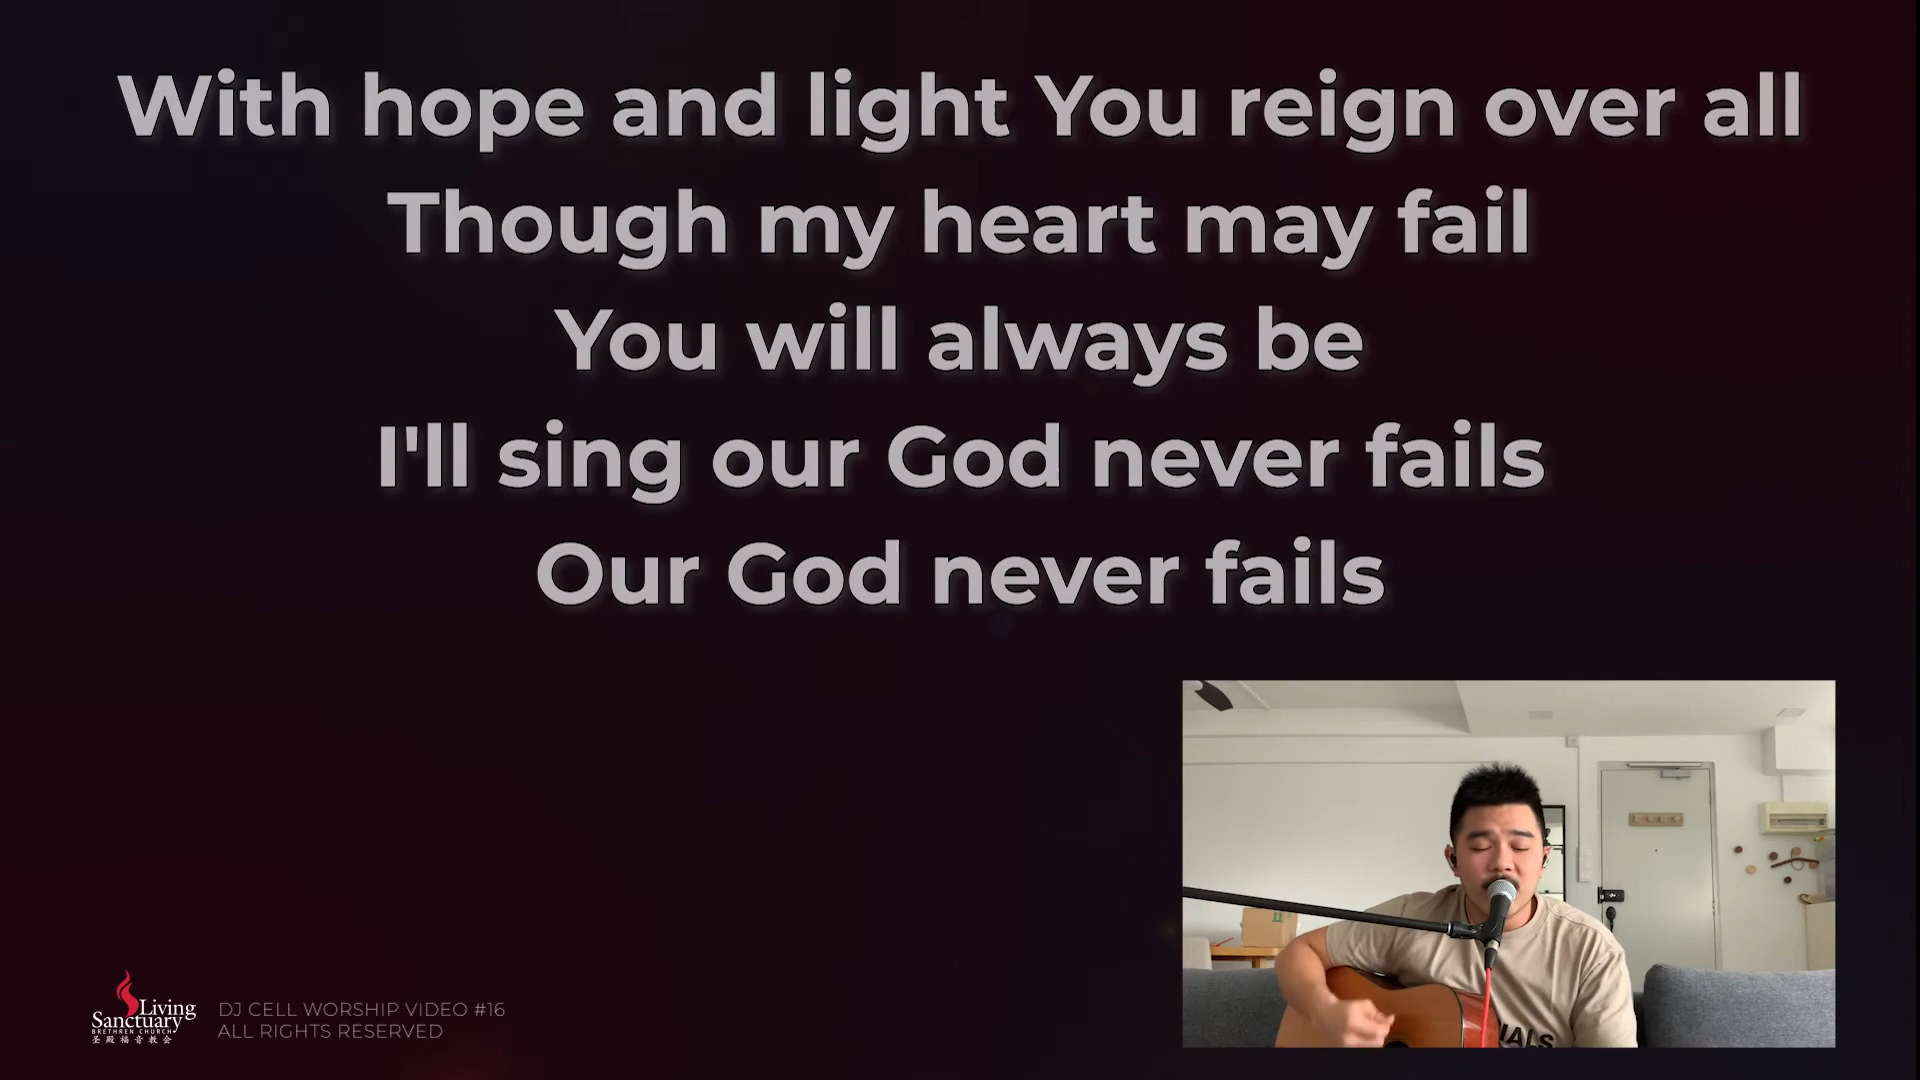 With hope and light You reign over all
Though my heart may fail
You will always be
I'll sing our God never fails
Our God never fails
Living
Sanctuary
BRETHREN CHURCH
圣殿福音教会
DJ CELL WORSHIP VIDEO #16
ALL RIGHTS RESERVED
IALS